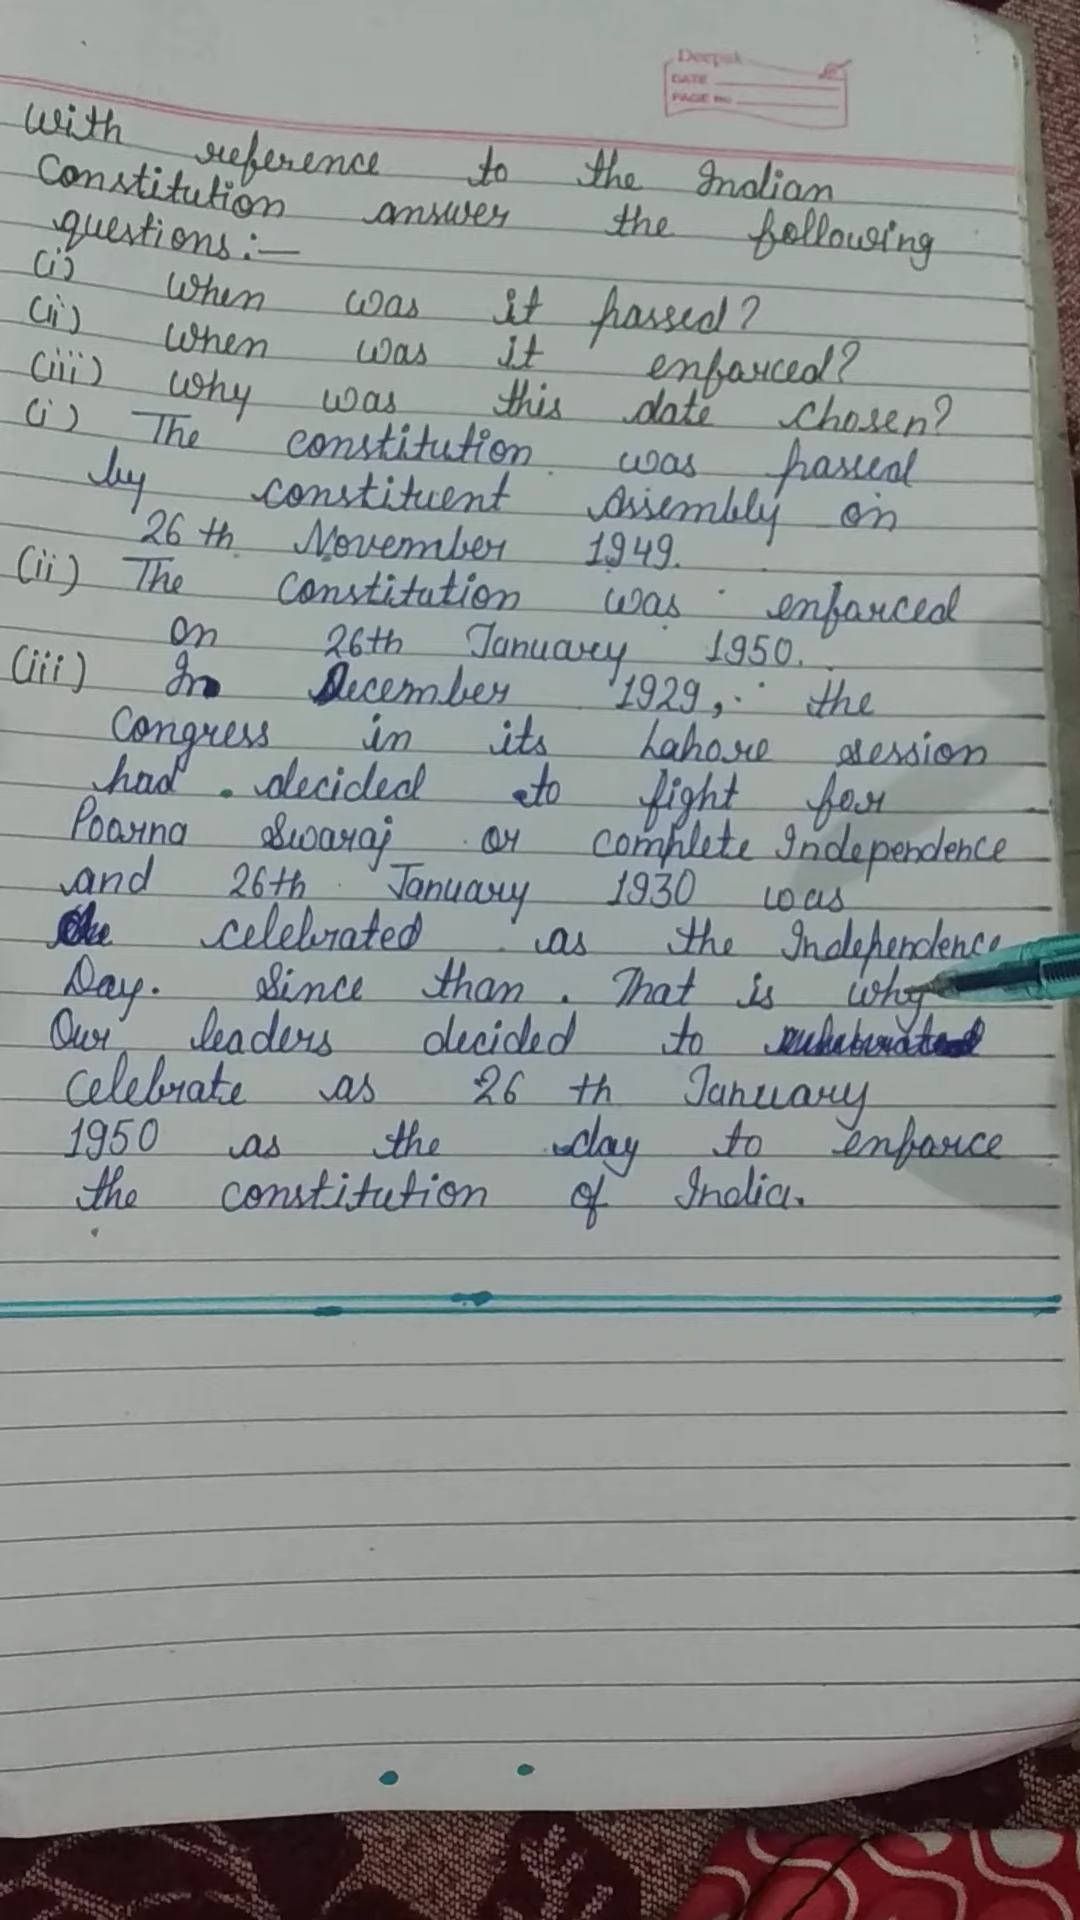 Deepak
DATE
PAGE No.
With reference to the Indian
Constitution answer the following
questions:—
(i) When was it passed?
(ii) When was it enforced?
(iii) Why was this date chosen?
(i) The constitution was passed
by constituent Assembly on
26 th November 1949.
(ii) The Constitution was enforced
on 26th January 1950.
(iii) In December 1929, the
Congress in its Lahore session
had decided to fight for
Poorna Swaraj or complete Independence
and 26th January 1930 was
celebrated as the Independence
Day. Since than. That is why
Our leaders decided to
celebrate as 26 th January
1950 as the day to enforce
the constitution of India.